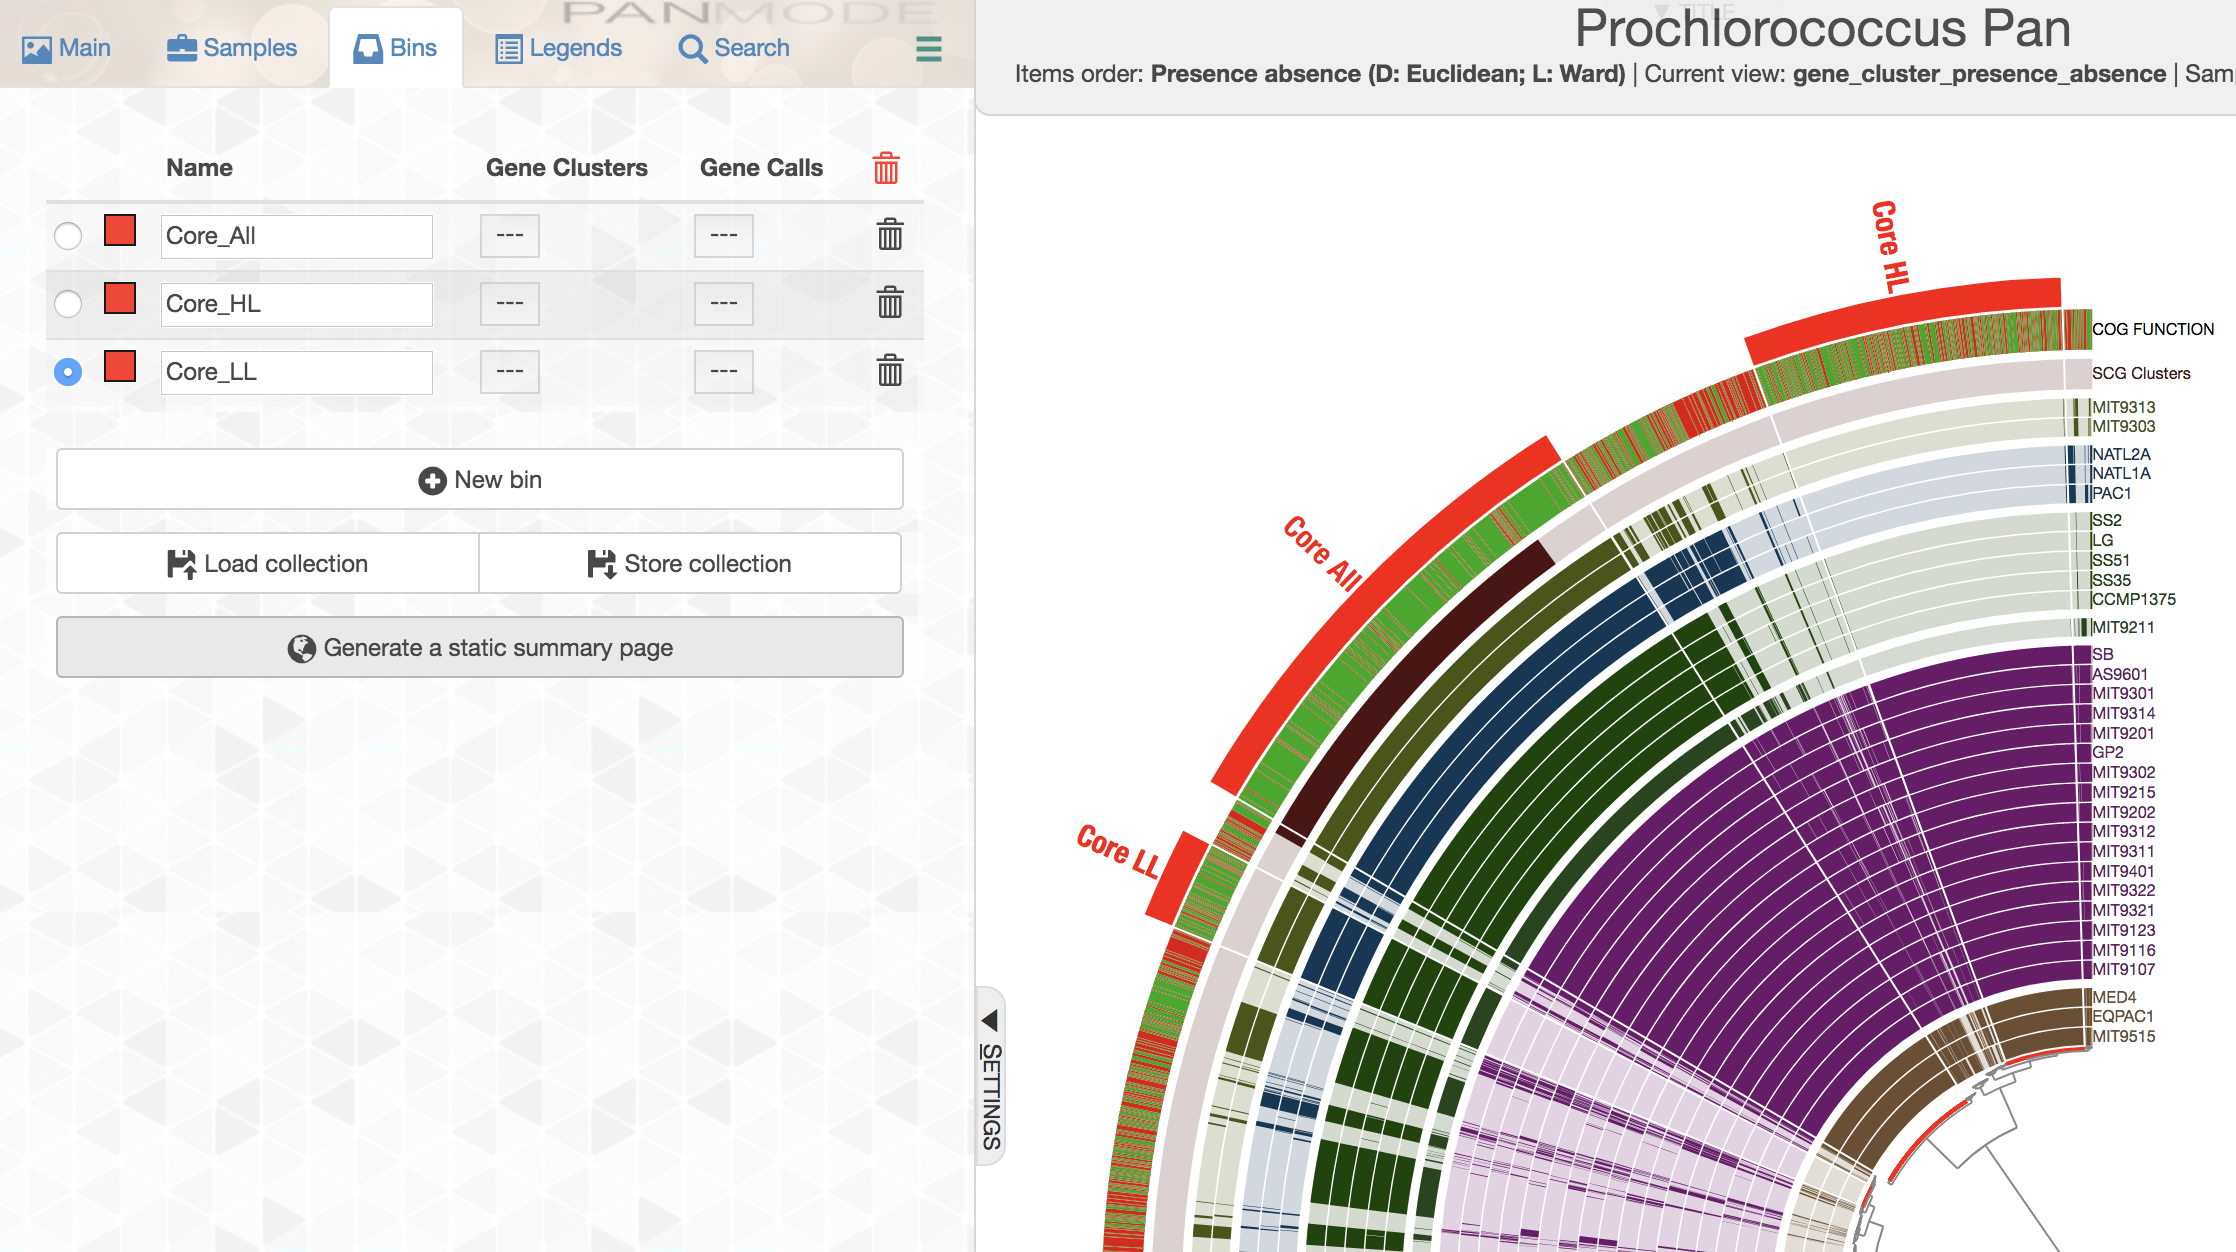 PANMODE
Main
Samples
Bins
Legends
Search
Name
Gene Clusters
Gene Calls
Core_All
---
---
Core_HL
---
---
Core_LL
---
---
New bin
Load collection
Store collection
Generate a static summary page
TITLE
Prochlorococcus Pan
Items order: Presence absence (D: Euclidean; L: Ward) | Current view: gene_cluster_presence_absence | Sam
SETTINGS
Core HL
Core All
Core LL
COG FUNCTION
SCG Clusters
MIT9313
MIT9303
NATL2A
NATL1A
PAC1
SS2
LG
SS51
SS35
CCMP1375
MIT9211
SB
AS9601
MIT9301
MIT9314
MIT9201
GP2
MIT9302
MIT9215
MIT9202
MIT9312
MIT9311
MIT9401
MIT9322
MIT9321
MIT9123
MIT9116
MIT9107
MED4
EQPAC1
MIT9515